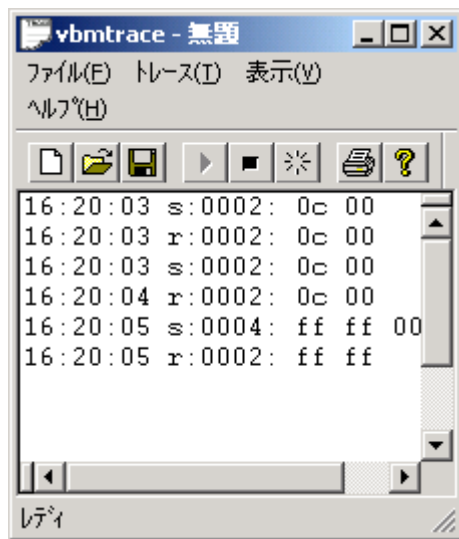 vbmtrace - 無題
ファイル(F) トレース(T) 表示(V)
ヘルプ(H)
16:20:03 s:0002: 0c 00
16:20:03 r:0002: 0c 00
16:20:03 s:0002: 0c 00
16:20:04 r:0002: 0c 00
16:20:05 s:0004: ff ff 00
16:20:05 r:0002: ff ff
レディ